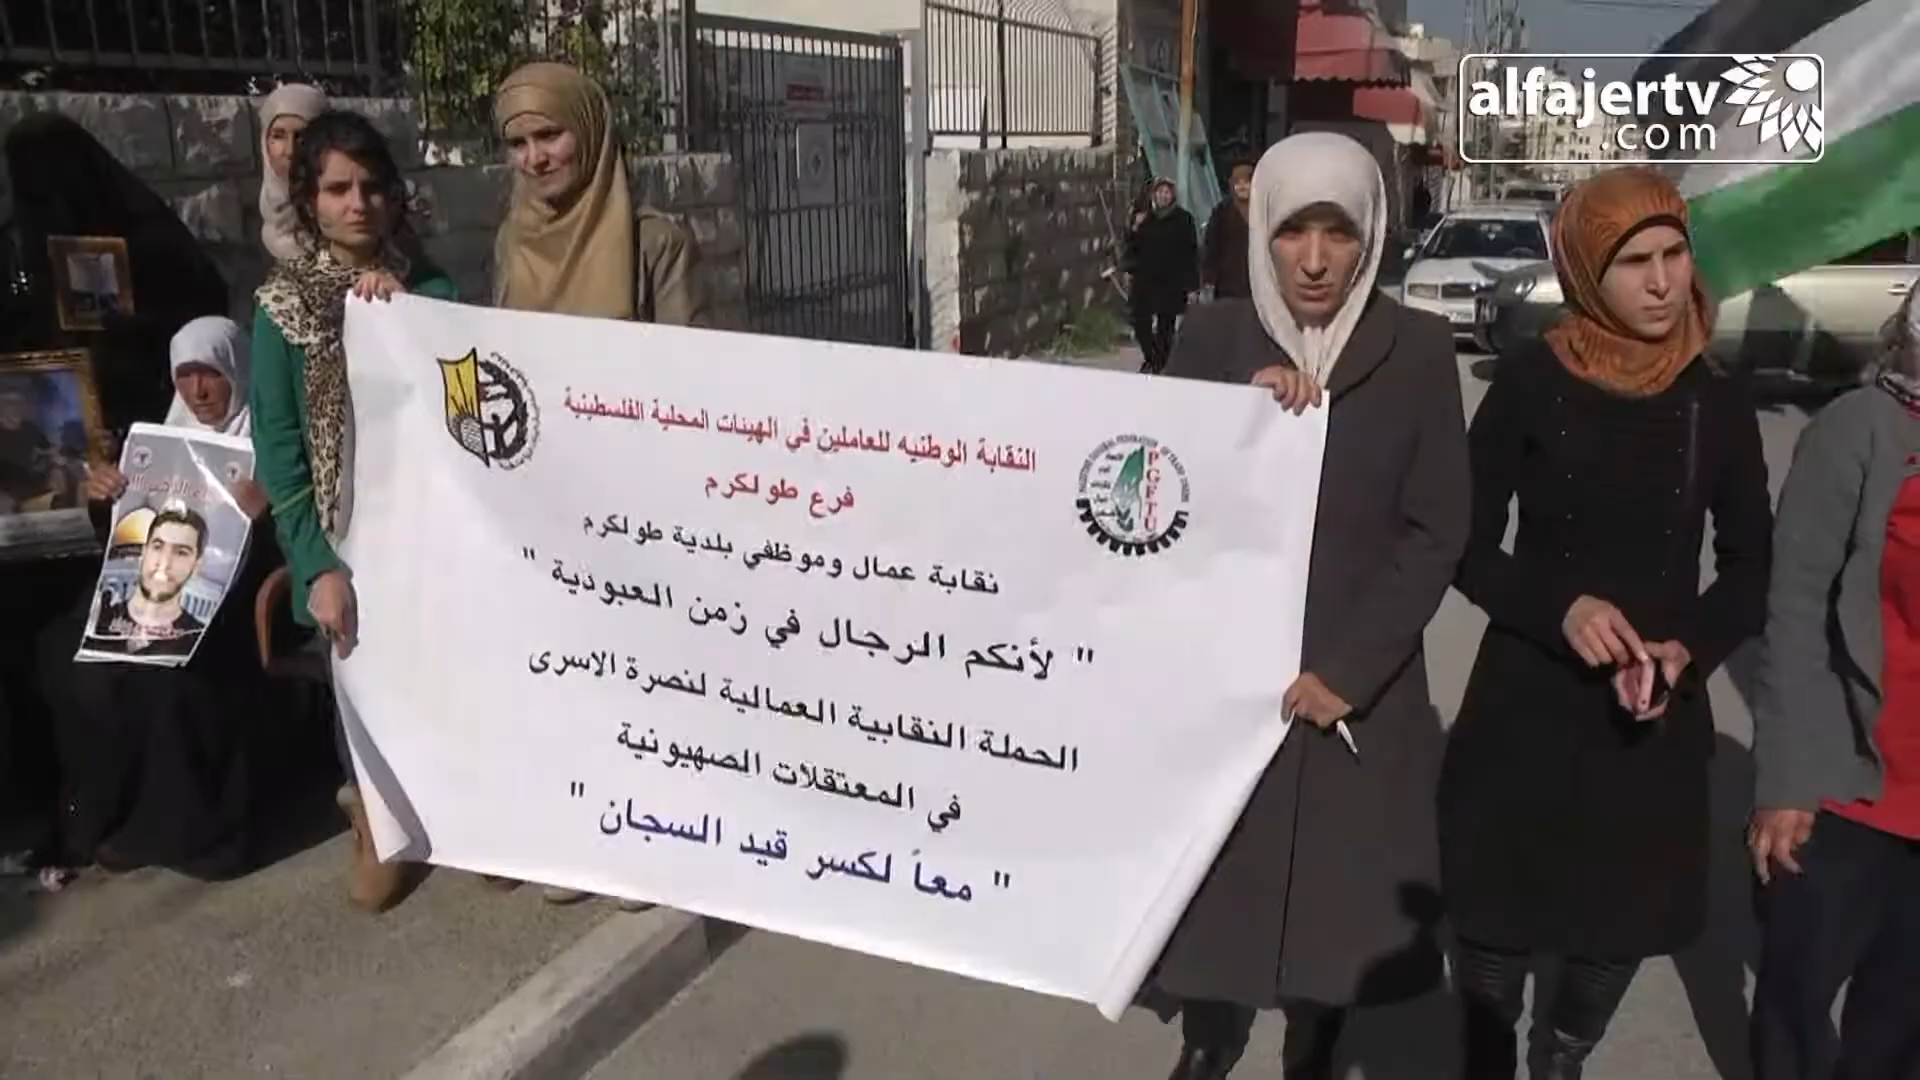 alfajertv
.com
النقابة الوطنيه للعاملين في الهيئات المحلية الفلسطينية
فرع طولكرم
نقابة عمال وموظفي بلدية طولكرم
" لأنكم الرجال في زمن العبودية "
الحملة النقابية العمالية لنصرة الاسرى
في المعتقلات الصهيونية
" معاً لكسر قيد السجان "
PGFTU